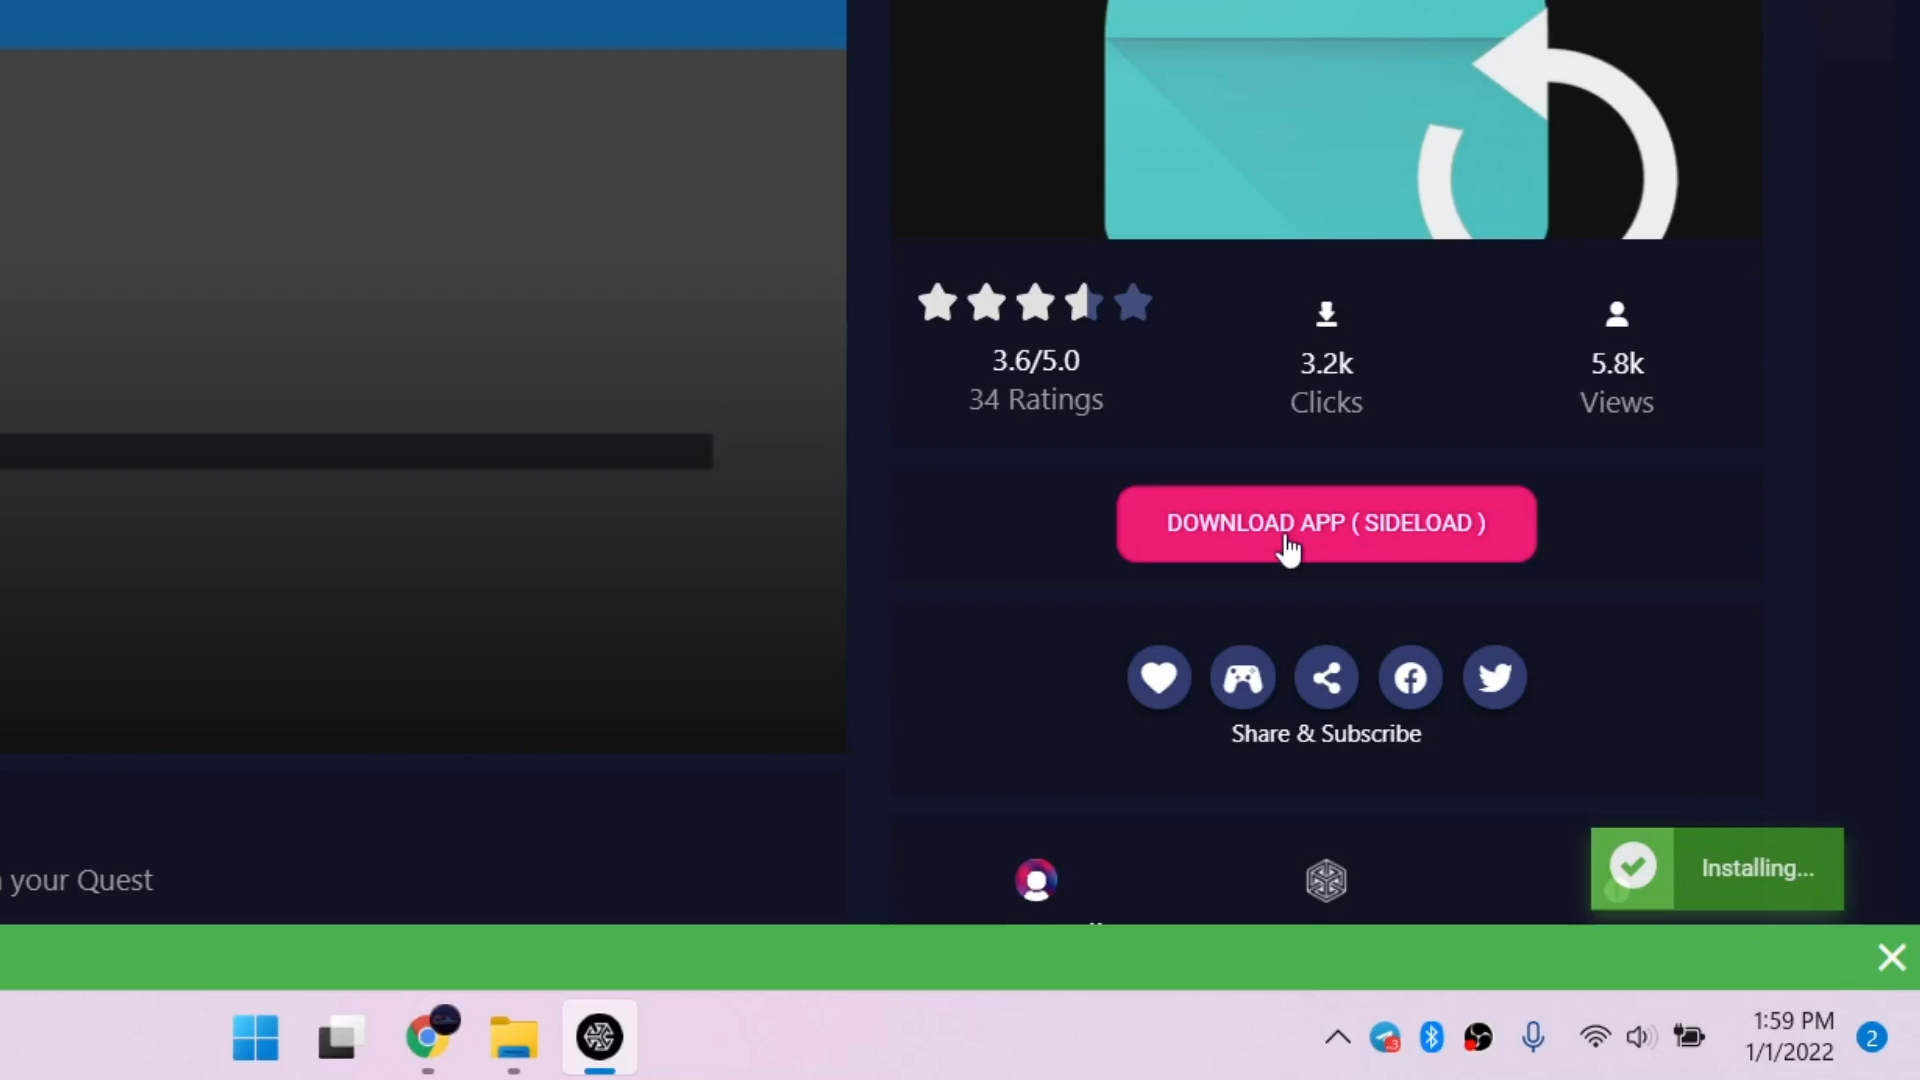 3.6/5.0
34 Ratings
3.2k
Clicks
5.8k
Views
DOWNLOAD APP ( SIDELOAD )
Share & Subscribe
your Quest
Installing...
3
1:59 PM
1/1/2022
2